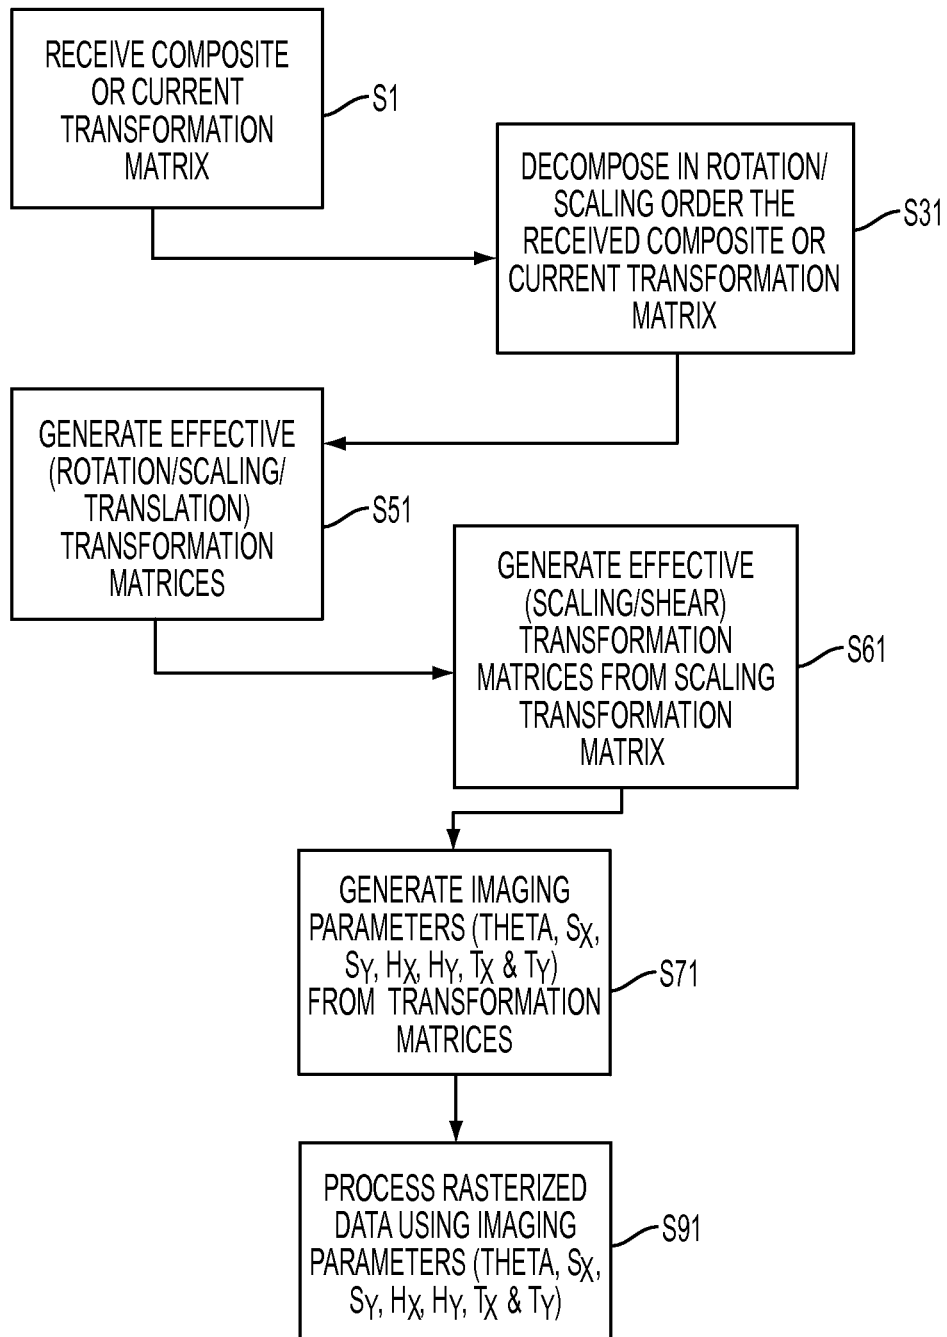 RECEIVE COMPOSITE
OR CURRENT
TRANSFORMATION
MATRIX
S1
DECOMPOSE IN ROTATION/
SCALING ORDER THE
RECEIVED COMPOSITE OR
CURRENT TRANSFORMATION
MATRIX
S31
GENERATE EFFECTIVE
(ROTATION/SCALING/
TRANSLATION)
TRANSFORMATION
MATRICES
S51
GENERATE EFFECTIVE
(SCALING/SHEAR)
TRANSFORMATION
MATRICES FROM SCALING
TRANSFORMATION
MATRIX
S61
GENERATE IMAGING
PARAMETERS (THETA, SX,
SY, HX, HY, TX & TY)
FROM TRANSFORMATION
MATRICES
S71
PROCESS RASTERIZED
DATA USING IMAGING
PARAMETERS (THETA, SX,
SY, HX, HY, TX & TY)
S91